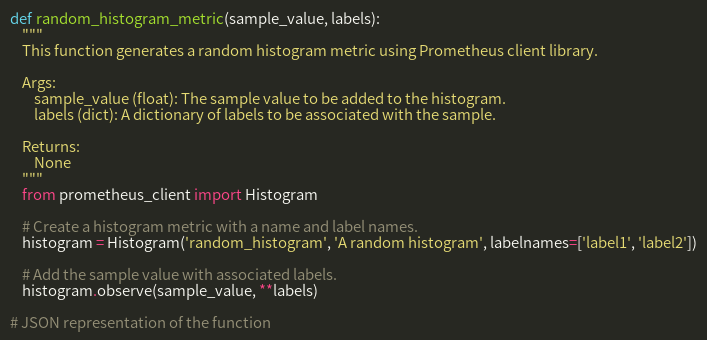 def random_histogram_metric(sample_value, labels):
"""
This function generates a random histogram metric using Prometheus client library.
Args:
sample_value (float): The sample value to be added to the histogram.
labels (dict): A dictionary of labels to be associated with the sample.
Returns:
None
"""
from prometheus_client import Histogram
# Create a histogram metric with a name and label names.
histogram = Histogram('random_histogram', 'A random histogram', labelnames=['label1', 'label2'])
# Add the sample value with associated labels.
histogram.observe(sample_value, **labels)
# JSON representation of the function